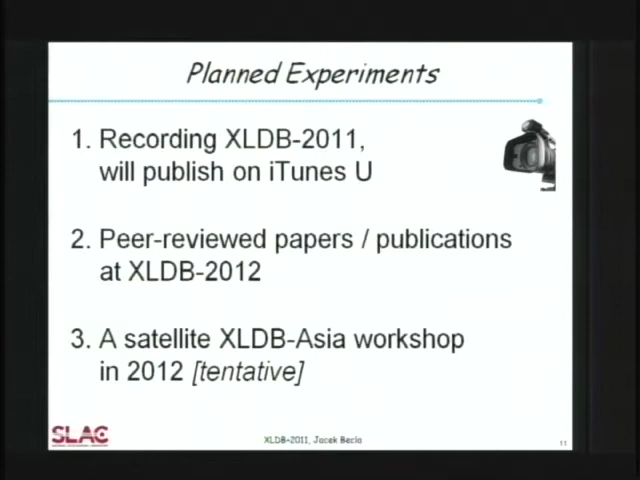 Planned Experiments
1. Recording XLDB-2011,
will publish on iTunes U
2. Peer-reviewed papers / publications
at XLDB-2012
3. A satellite XLDB-Asia workshop
in 2012 [tentative]
SLAC
XLDB-2011, Jacek Becla
11